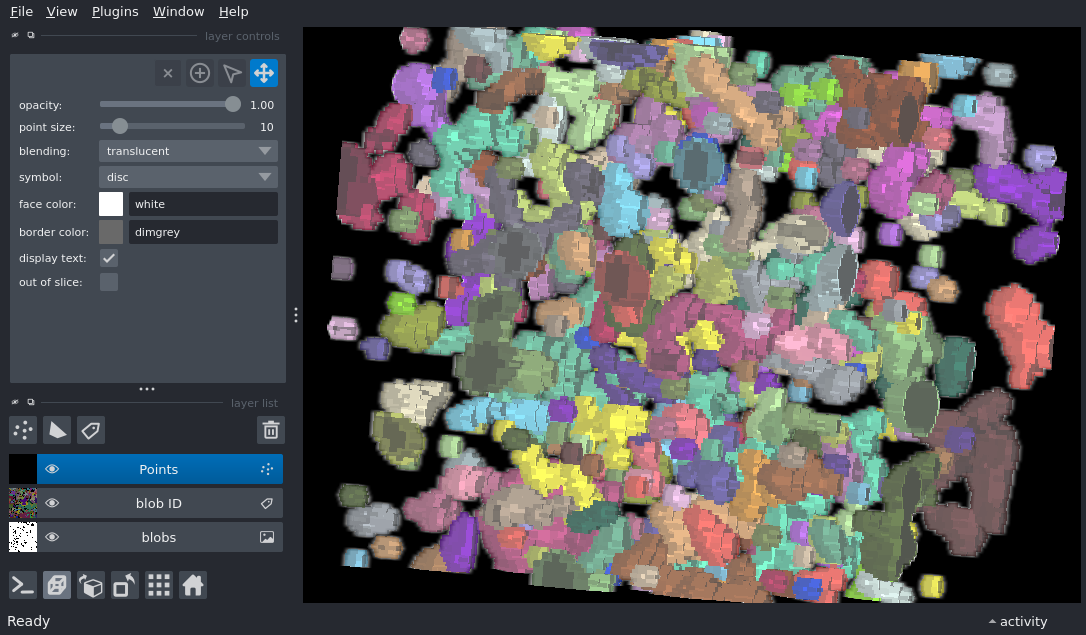 File View Plugins Window Help
layer controls
opacity: 1.00
point size: 10
blending: translucent
symbol: disc
face color: white
border color: dimgrey
display text:
out of slice:
layer list
Points
blob ID
blobs
Ready
activity